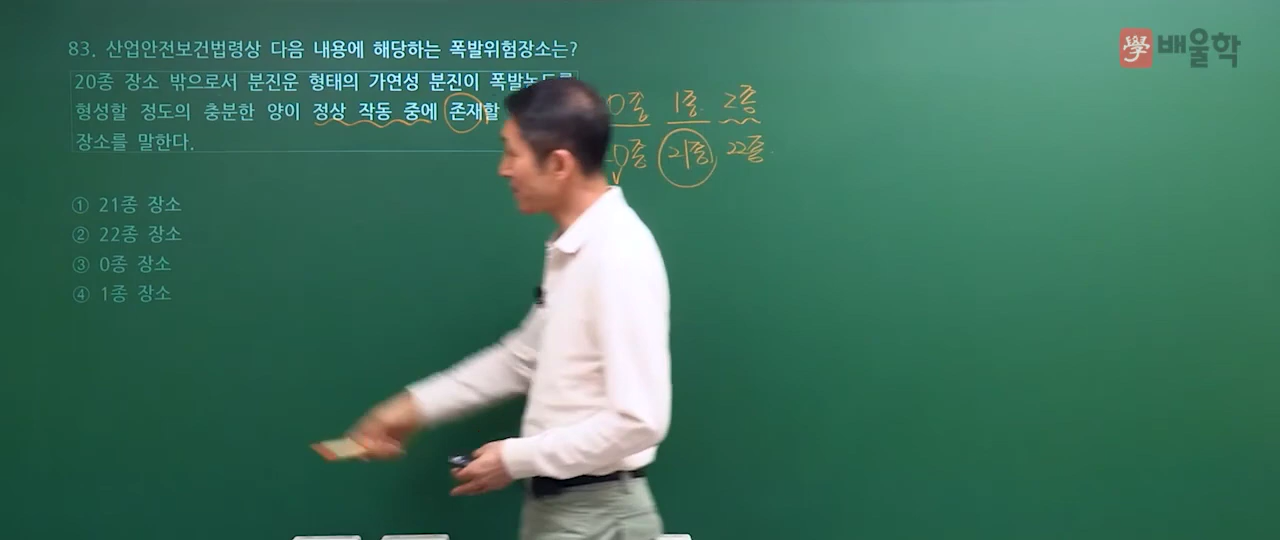 學 배울학
83. 산업안전보건법령상 다음 내용에 해당하는 폭발위험장소는?
20종 장소 밖으로서 분진운 형태의 가연성 분진이 폭발농도를
형성할 정도의 충분한 양이 정상 작동 중에 존재할
장소를 말한다.
0종 1종 2종
0종 21종 22종
① 21종 장소
② 22종 장소
③ 0종 장소
④ 1종 장소